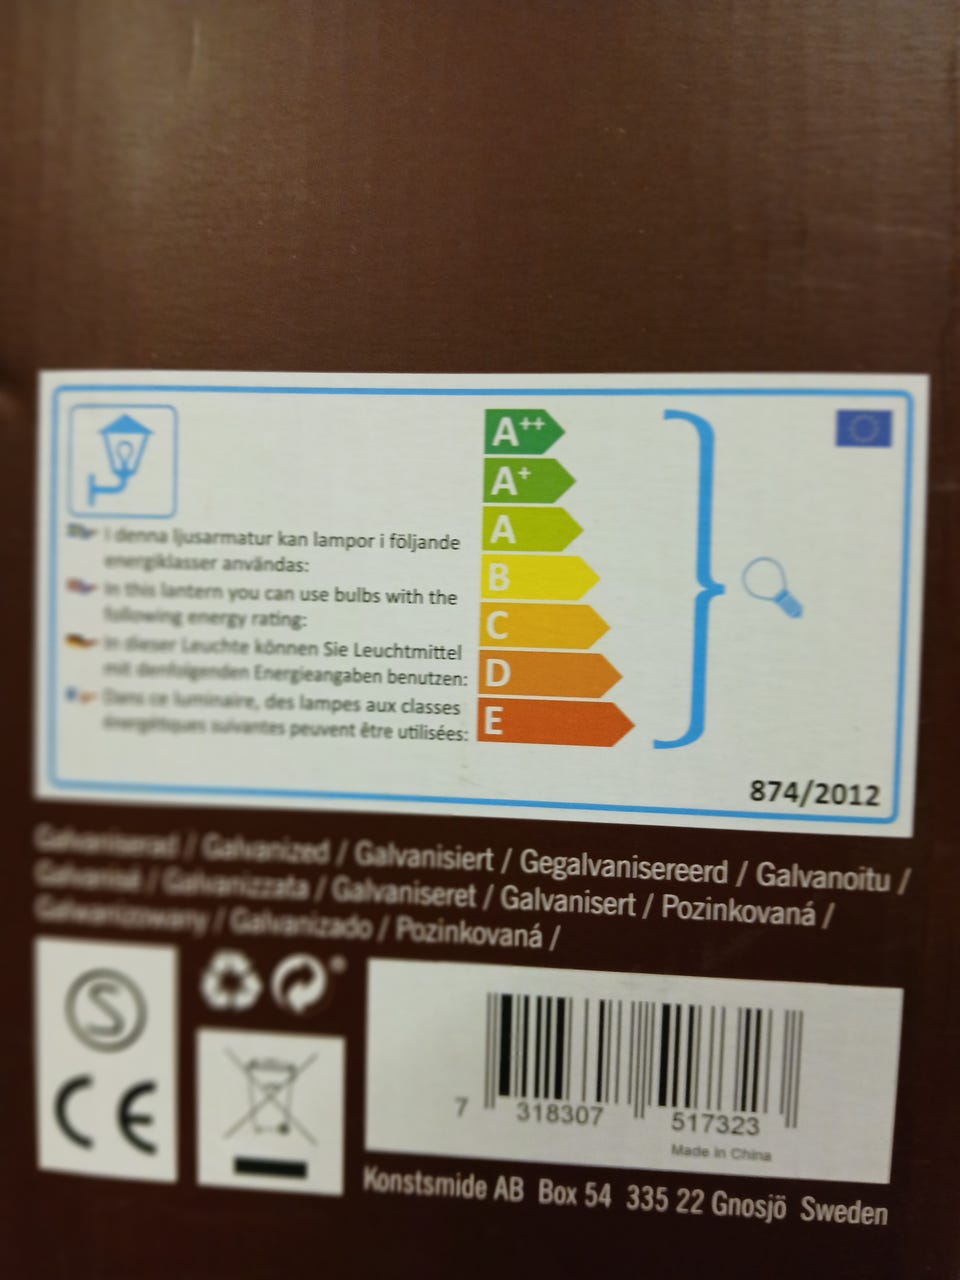 A++
A+
A
B
C
D
E
I denna ljusarmatur kan lampor i följande
energiklasser användas:
In this lantern you can use bulbs with the
following energy rating:
In dieser Leuchte können Sie Leuchtmittel
mit denfolgenden Energieangaben benutzen:
Dans ce luminaire, des lampes aux classes
énergétiques suivantes peuvent être utilisées:
874/2012
Galvaniserad / Galvanized / Galvanisiert / Gegalvanisereerd / Galvanoitu /
Galvanisé / Galvanizzata / Galvaniseret / Galvanisert / Pozinkovaná /
Galwanizowany / Galvanizado / Pozinkovaná /
S
CE
7 318307 517323
Made in China
Konstsmide AB Box 54 335 22 Gnosjö Sweden